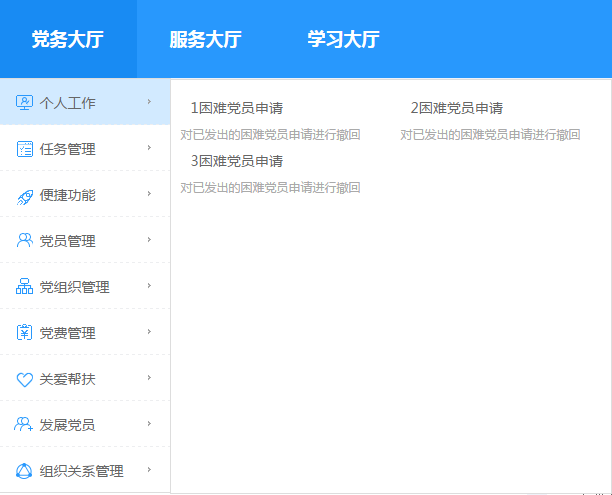 党务大厅 服务大厅 学习大厅
个人工作
任务管理
便捷功能
党员管理
党组织管理
党费管理
关爱帮扶
发展党员
组织关系管理
1困难党员申请 2困难党员申请
对已发出的困难党员申请进行撤回 对已发出的困难党员申请进行撤回
3困难党员申请
对已发出的困难党员申请进行撤回